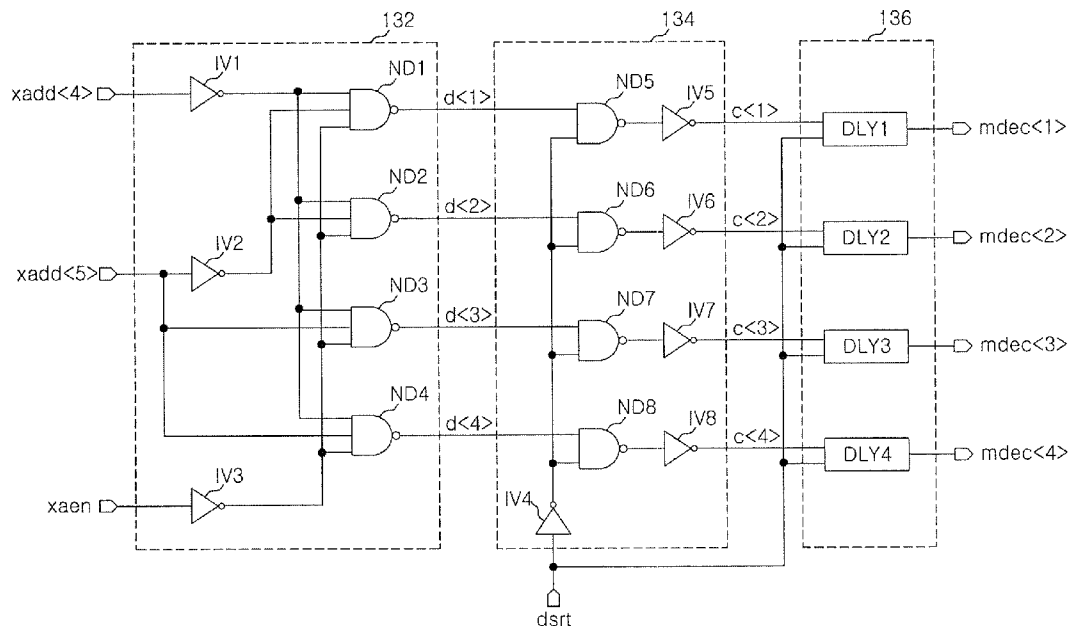 132
134
136
xadd<4>
IV1
ND1
d<1>
ND5
IV5
c<1>
DLY1
mdec<1>
ND2
d<2>
ND6
IV6
c<2>
DLY2
mdec<2>
xadd<5>
IV2
ND3
d<3>
ND7
IV7
c<3>
DLY3
mdec<3>
ND4
d<4>
ND8
IV8
c<4>
DLY4
mdec<4>
xaen
IV3
IV4
dsrt